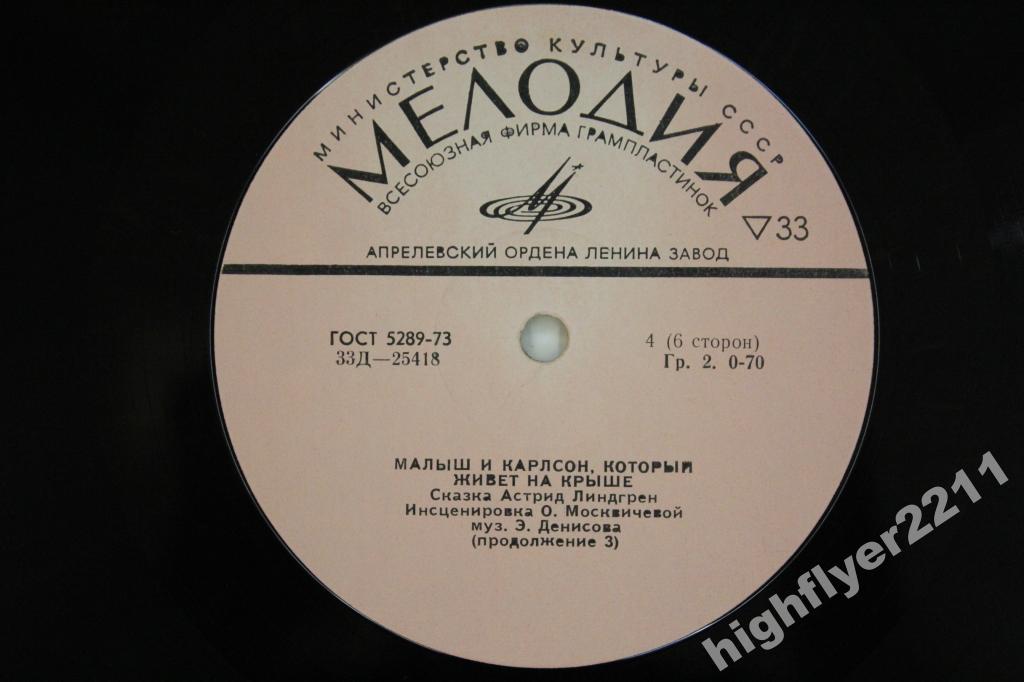 МИНИСТЕРСТВО КУЛЬТУРЫ СССР
МЕЛОДИЯ
ВСЕСОЮЗНАЯ ФИРМА ГРАМПЛАСТИНОК
33
АПРЕЛЕВСКИЙ ОРДЕНА ЛЕНИНА ЗАВОД
ГОСТ 5289-73
33Д—25418
4 (6 сторон)
Гр. 2. 0-70
МАЛЫШ И КАРЛСОН, КОТОРЫЙ
ЖИВЕТ НА КРЫШЕ
Сказка Астрид Линдгрен
Инсценировка О. Москвичевой
муз. Э. Денисова
(продолжение 3)
highflyer2211